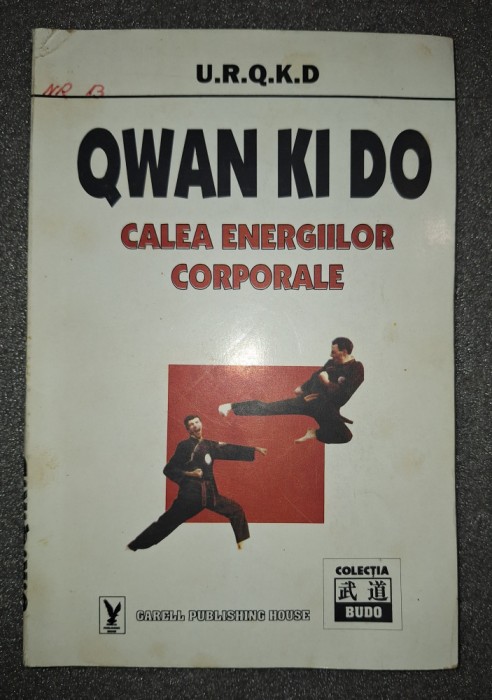 U.R.Q.K.D
NR 13
QWAN KI DO
CALEA ENERGIILOR
CORPORALE
COLECȚIA
武道
BUDO
GARELL PUBLISHING HOUSE